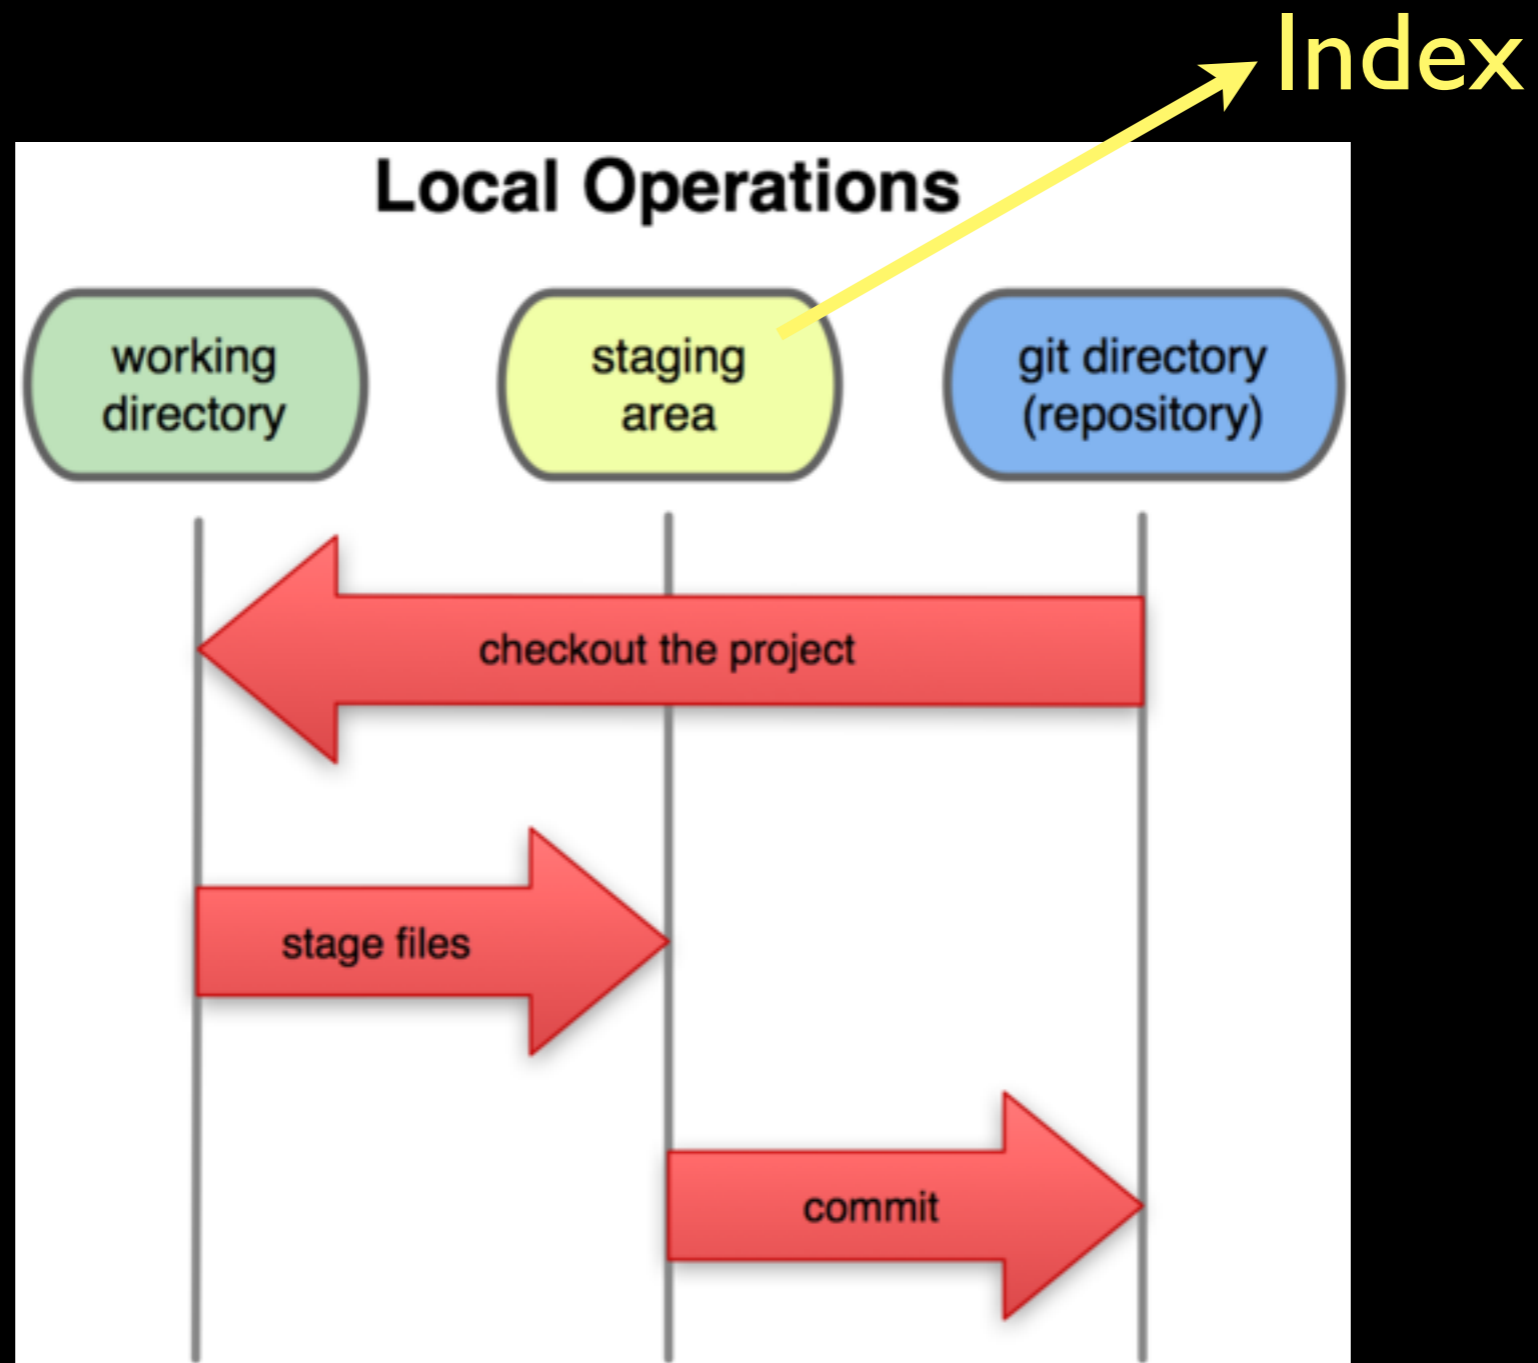 Index
Local Operations
working
directory
staging
area
git directory
(repository)
checkout the project
stage files
commit